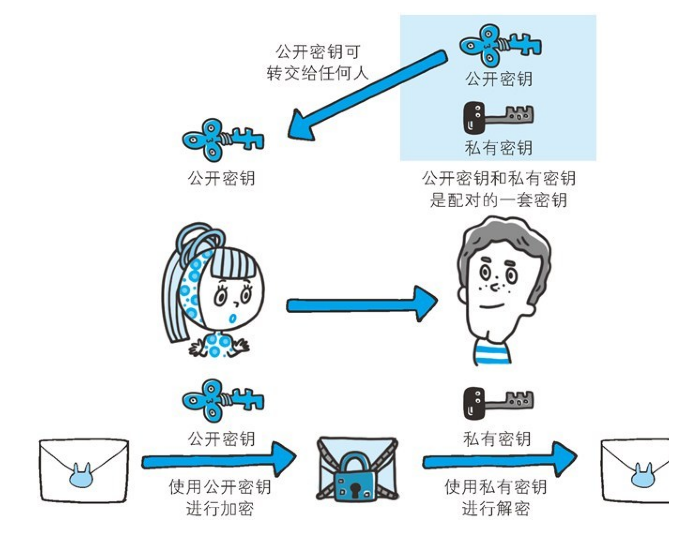 公开密钥可
转交给任何人
公开密钥
私有密钥
公开密钥
公开密钥和私有密钥
是配对的一套密钥
公开密钥
私有密钥
使用公开密钥
进行加密
使用私有密钥
进行解密